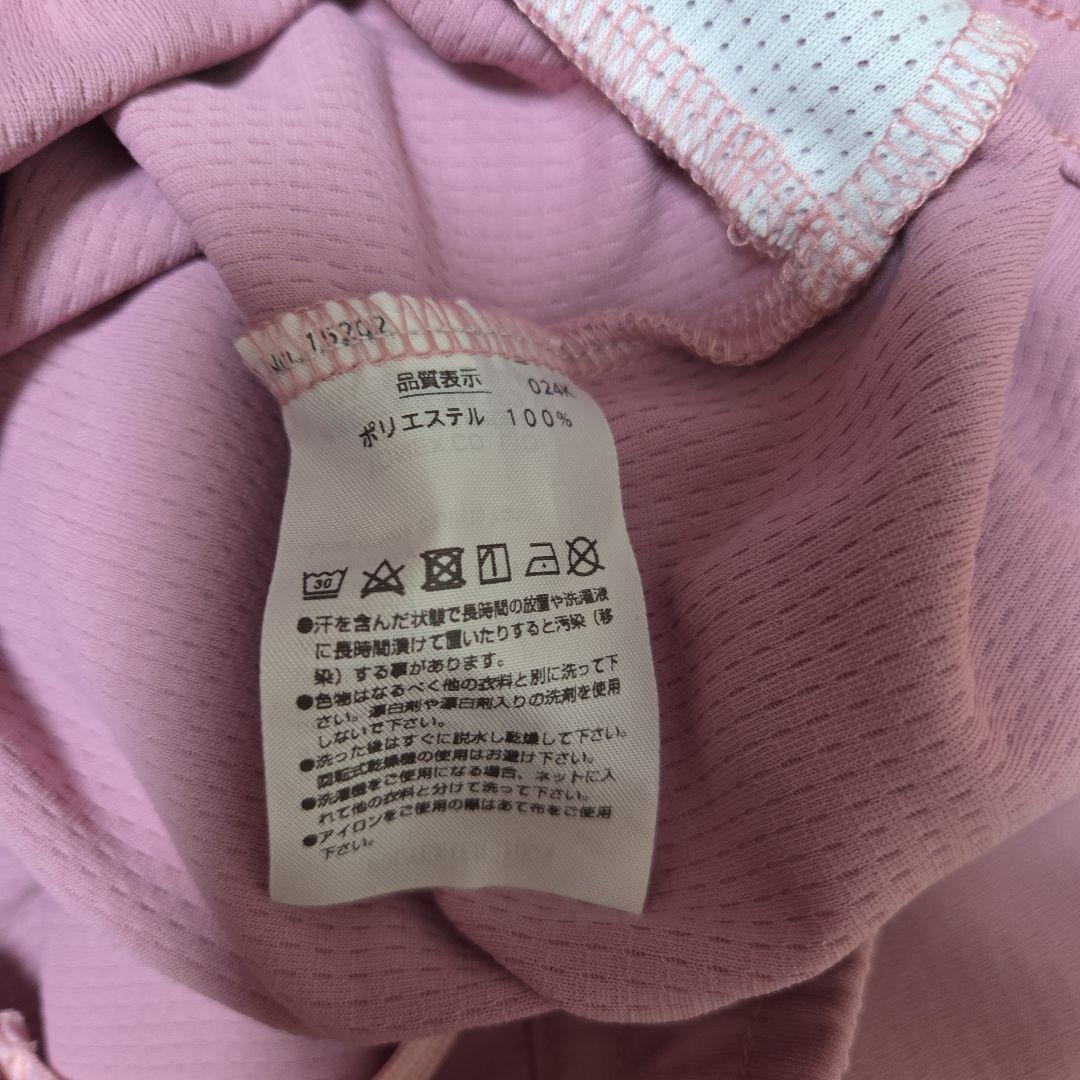 15202
品質表示 024K
ポリエステル 100%
30
●汗を含んだ状態で長時間の放置や洗濯液
に長時間漬けて置いたりすると汚染（移
染）する事があります。
●色物はなるべく他の衣料と別に洗って下
さい。漂白剤や漂白剤入りの洗剤を使用
しないで下さい。
●洗った後はすぐに脱水し乾燥して下さい。
回転式乾燥機の使用はお避け下さい。
●洗濯機をご使用になる場合、ネットに入
れて他の衣料と分けて洗って下さい。
●アイロンをご使用の際はあて布をご使用
下さい。